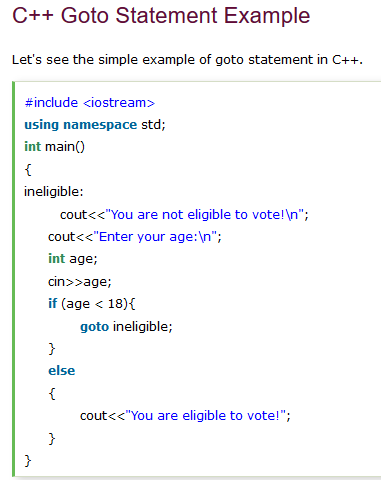 C++ Goto Statement Example
Let's see the simple example of goto statement in C++.
#include <iostream>
using namespace std;
int main()
{
ineligible:
cout<<"You are not eligible to vote!\n";
cout<<"Enter your age:\n";
int age;
cin>>age;
if (age < 18){
goto ineligible;
}
else
{
cout<<"You are eligible to vote!";
}
}